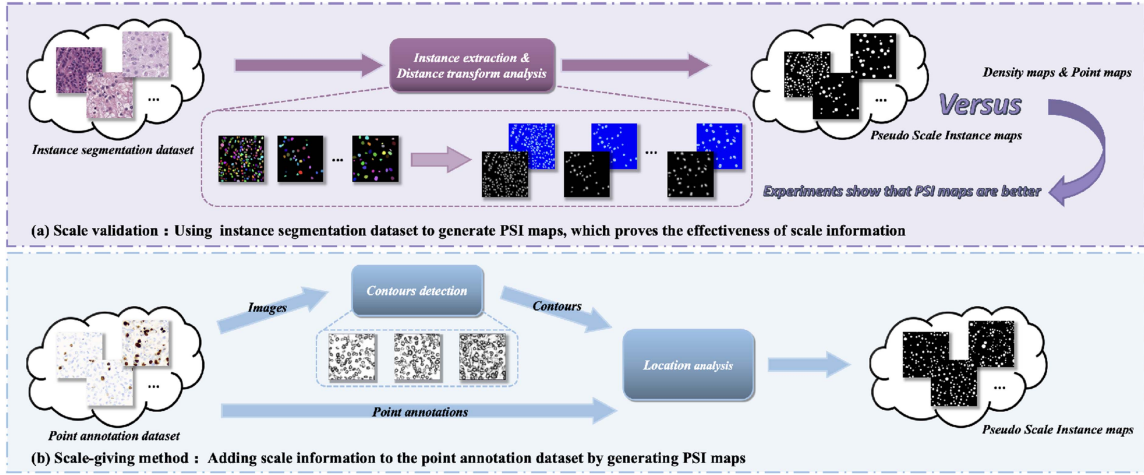 Instance extraction &
Distance transform analysis
Density maps & Point maps
Versus
...
...
Instance segmentation dataset
Pseudo Scale Instance maps
...
...
Experiments show that PSI maps are better
(a) Scale validation：Using instance segmentation dataset to generate PSI maps, which proves the effectiveness of scale information
Contours detection
Images
Contours
Location analysis
...
...
Point annotations
Point annotation dataset
Pseudo Scale Instance maps
(b) Scale-giving method： Adding scale information to the point annotation dataset by generating PSI maps